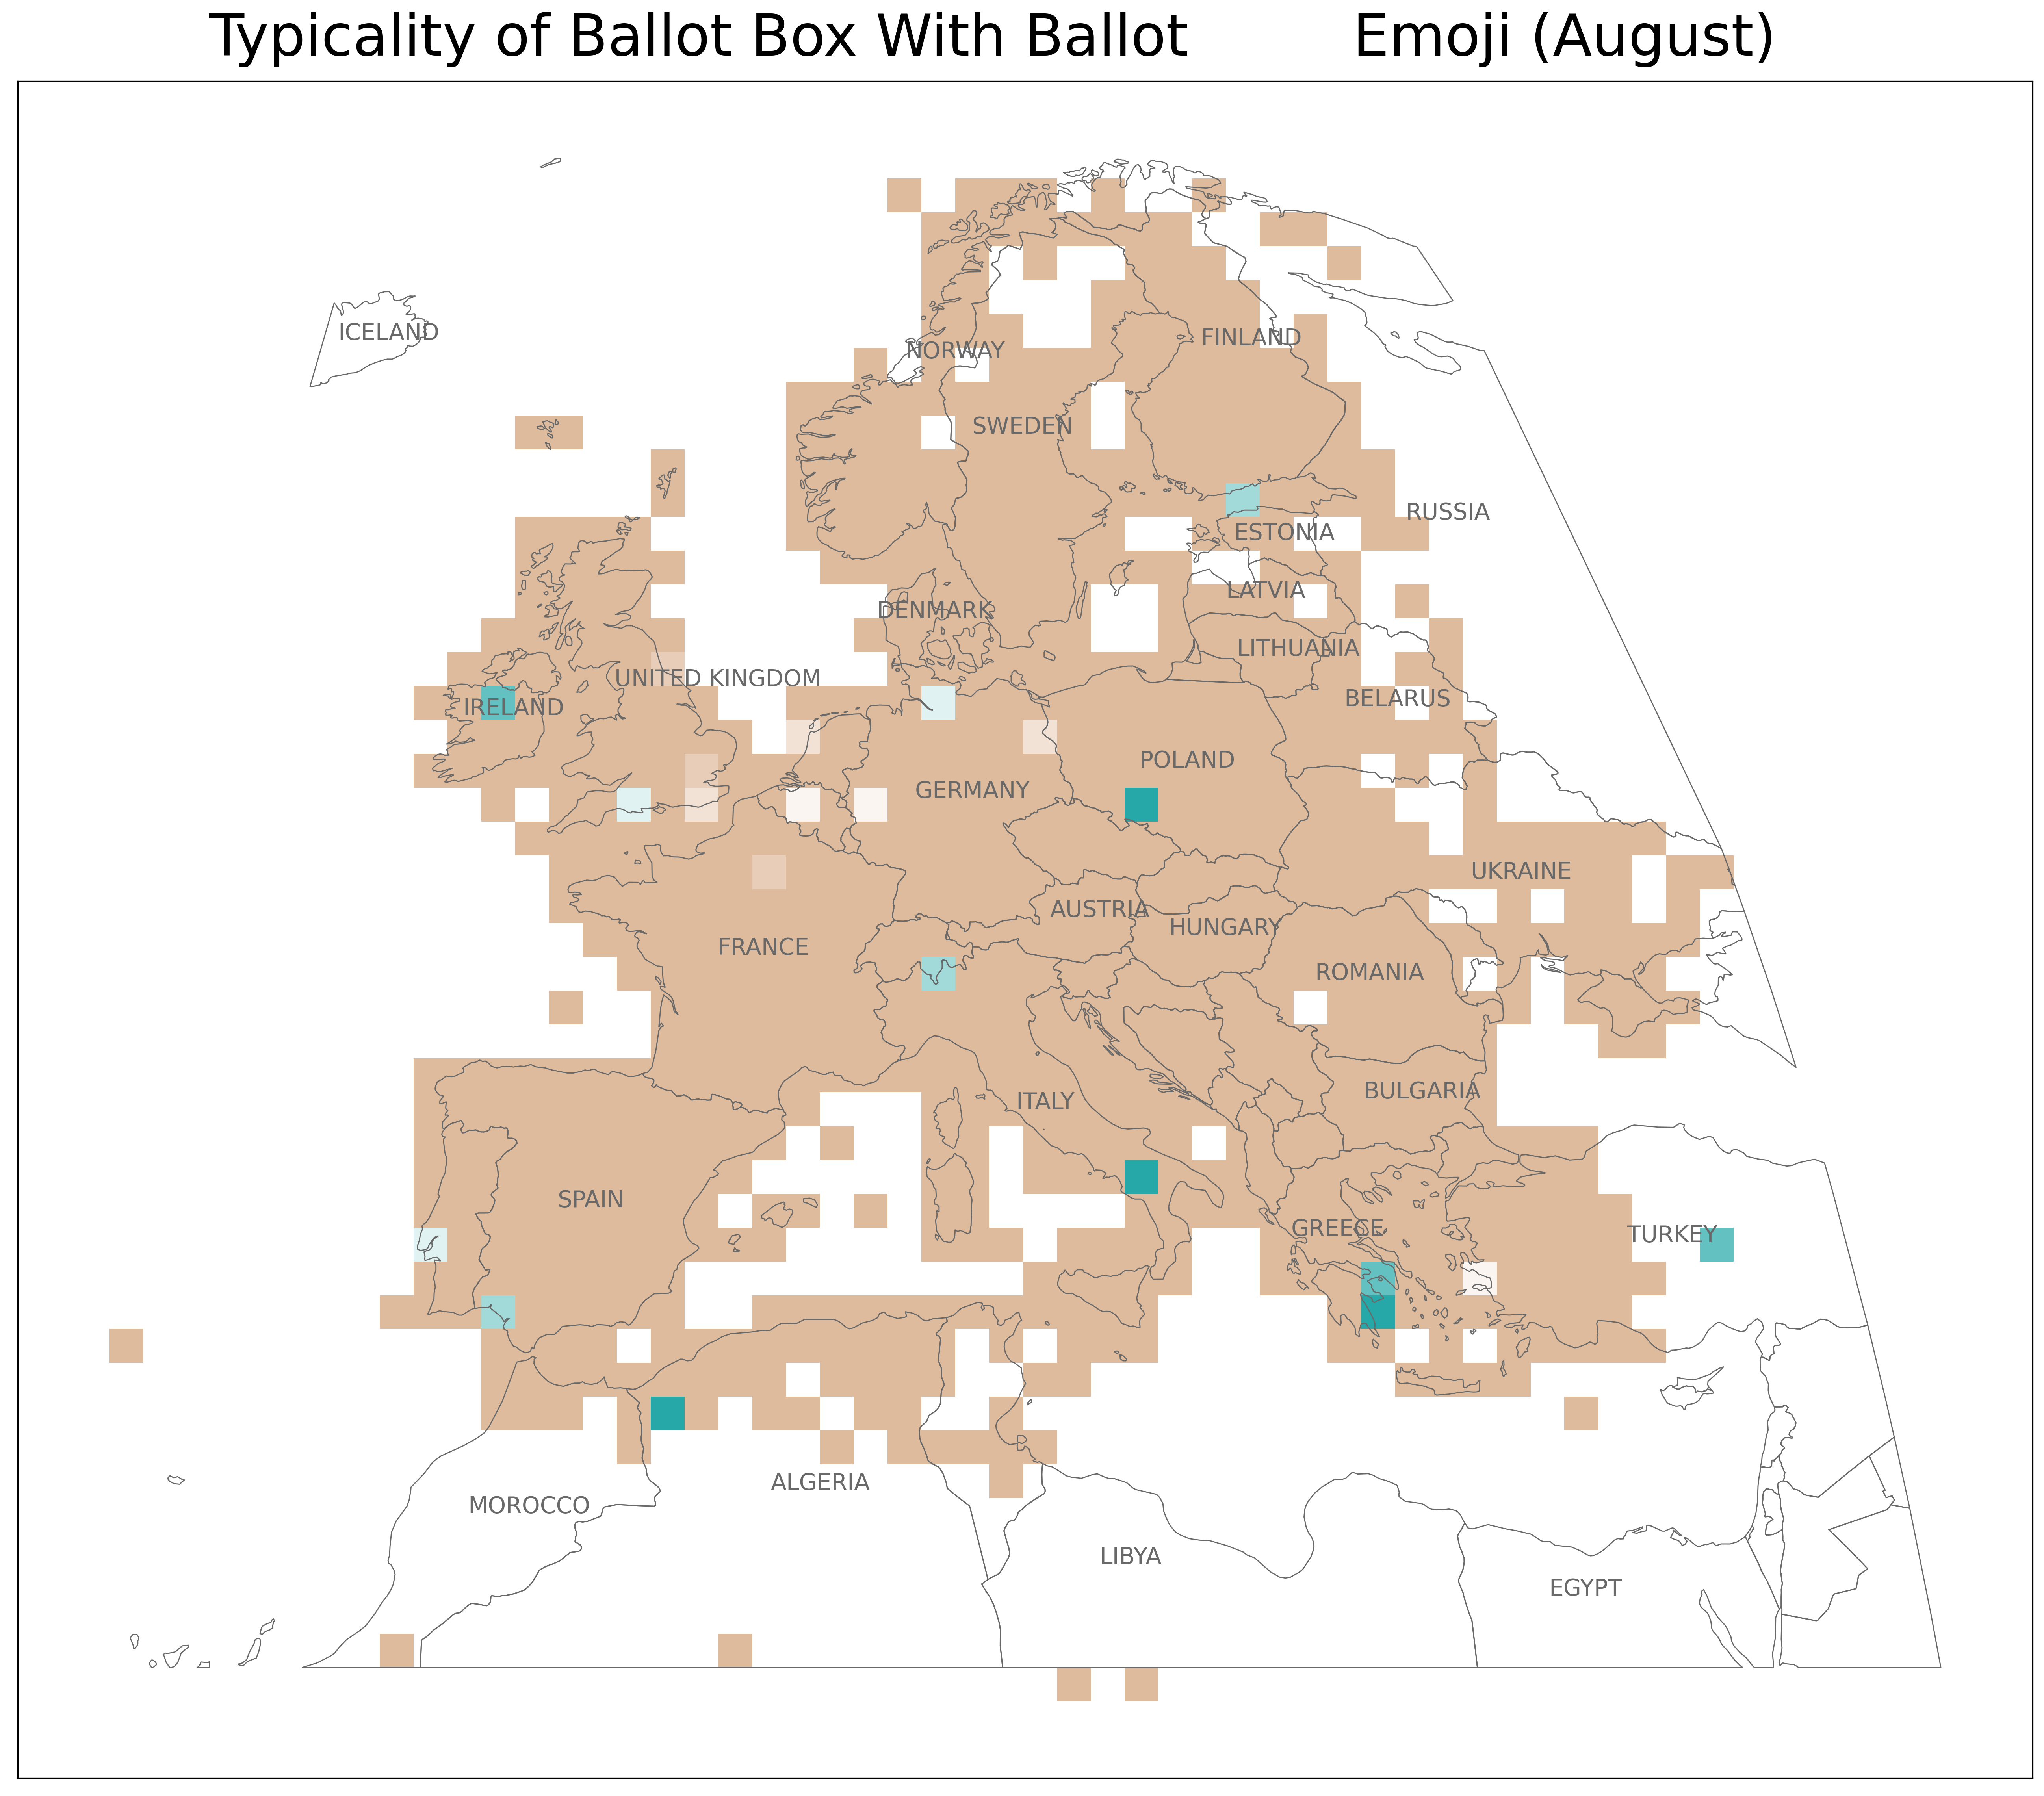 Typicality of Ballot Box With Ballot Emoji (August)
ICELAND
NORWAY
FINLAND
SWEDEN
RUSSIA
ESTONIA
LATVIA
DENMARK
LITHUANIA
UNITED KINGDOM
IRELAND
BELARUS
POLAND
GERMANY
UKRAINE
AUSTRIA
HUNGARY
FRANCE
ROMANIA
BULGARIA
ITALY
SPAIN
GREECE
TURKEY
ALGERIA
MOROCCO
LIBYA
EGYPT